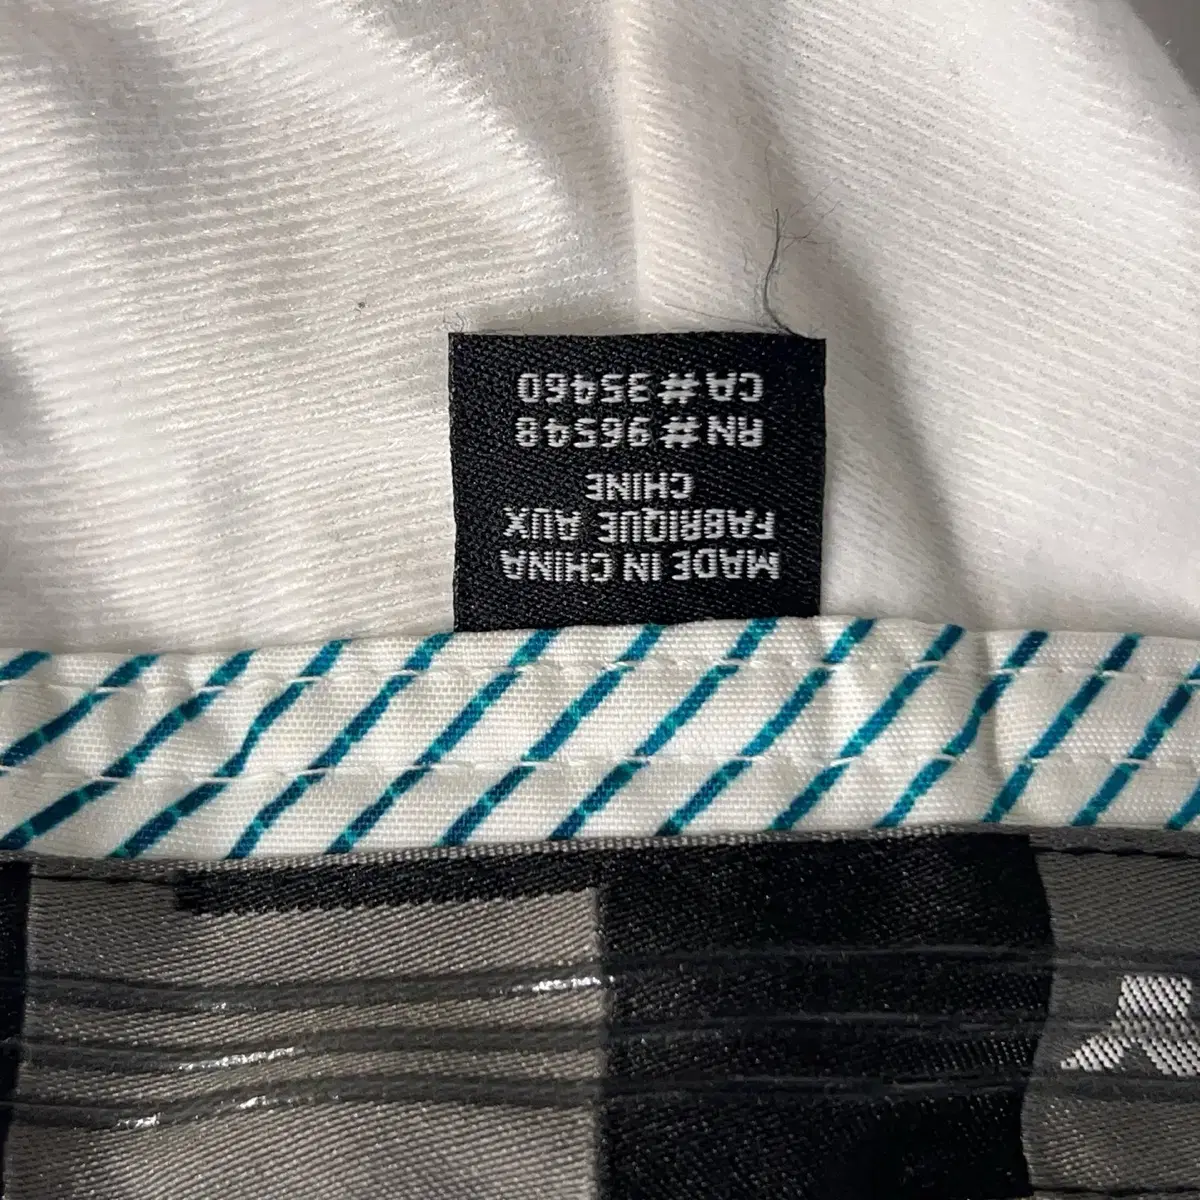 MADE IN CHINA
FABRIQUE AUX
CHINE
RN # 96548
CA # 35460